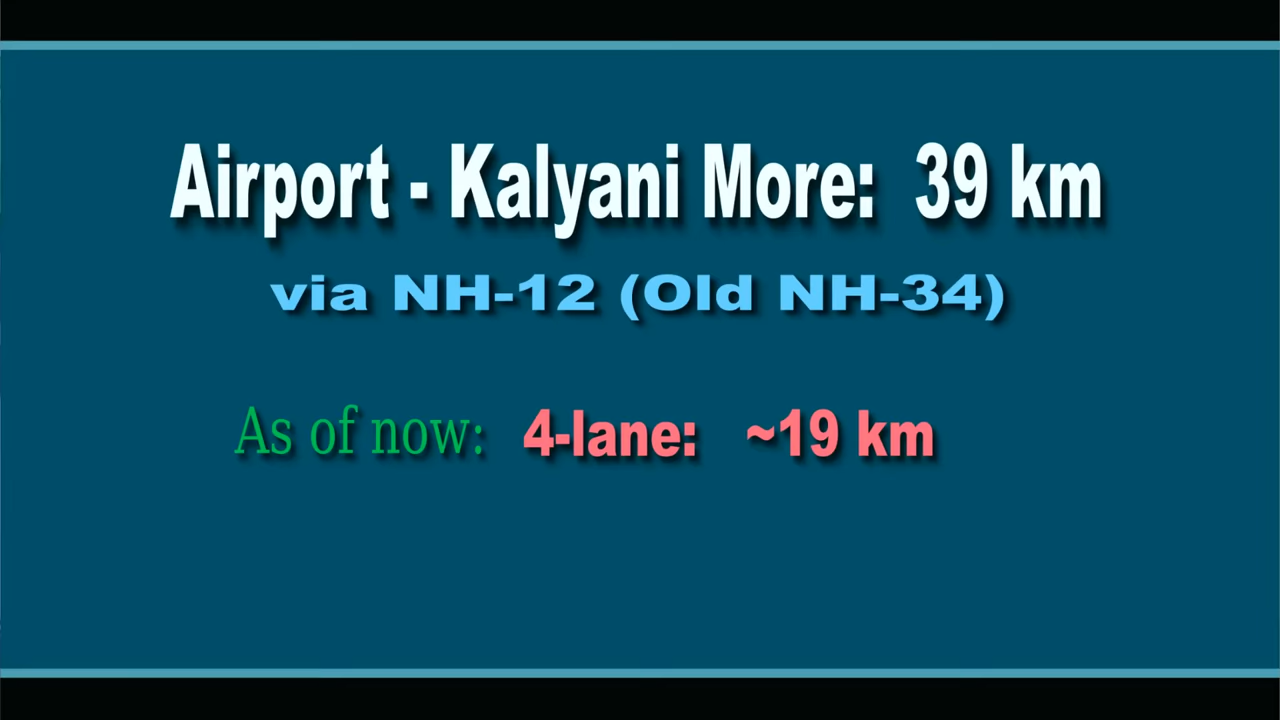 Airport - Kalyani More: 39 km
via NH-12 (Old NH-34)
As of now: 4-lane: ~19 km